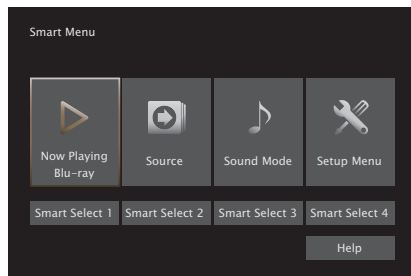 Smart Menu
Now Playing
Blu-ray
Source
Sound Mode
Setup Menu
Smart Select 1
Smart Select 2
Smart Select 3
Smart Select 4
Help